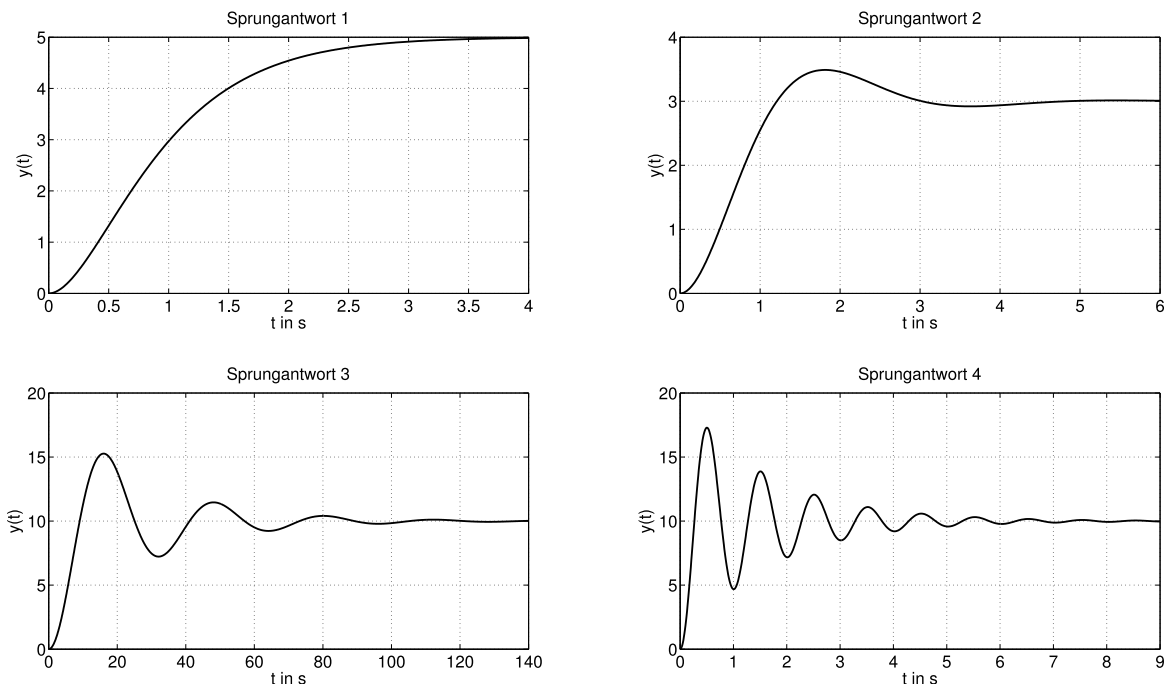 Sprungantwort 1
5
4
3
2
1
0
y(t)
0 0.5 1 1.5 2 2.5 3 3.5 4
t in s
Sprungantwort 2
4
3
2
1
0
y(t)
0 1 2 3 4 5 6
t in s
Sprungantwort 3
20
15
10
5
0
y(t)
0 20 40 60 80 100 120 140
t in s
Sprungantwort 4
20
15
10
5
0
y(t)
0 1 2 3 4 5 6 7 8 9
t in s